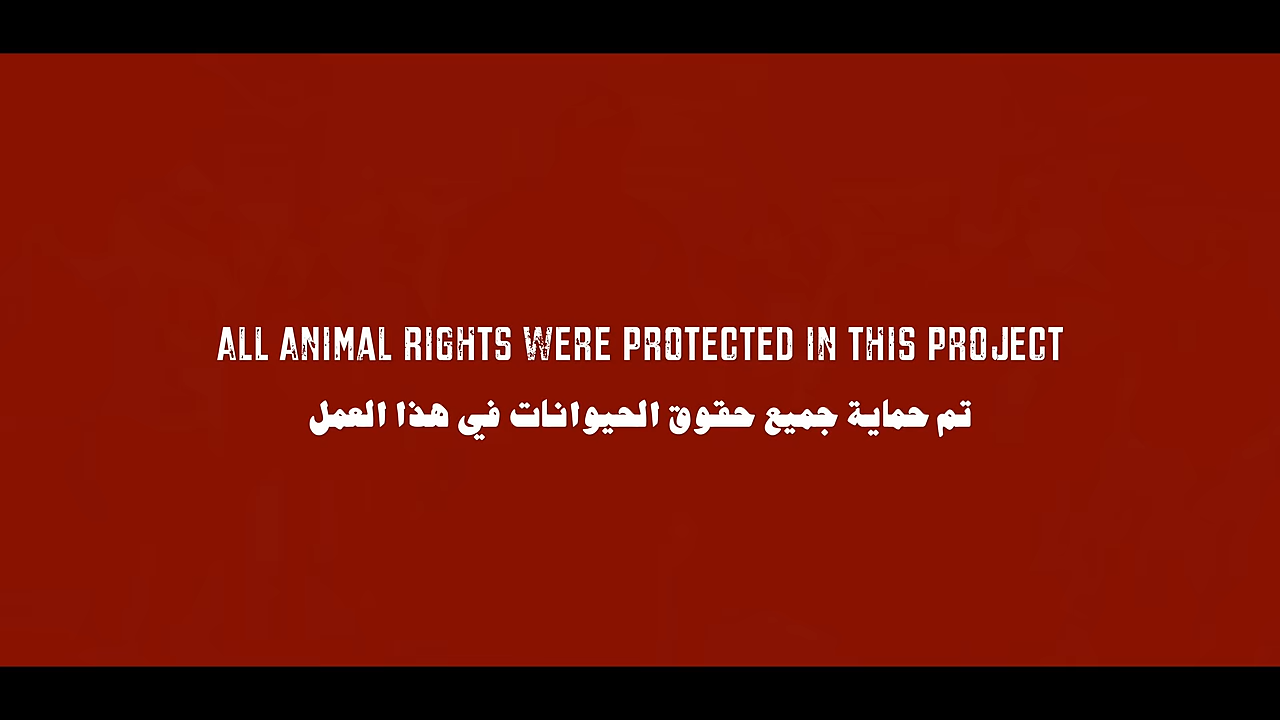 ALL ANIMAL RIGHTS WERE PROTECTED IN THIS PROJECT
تم حماية جميع حقوق الحيوانات في هذا العمل